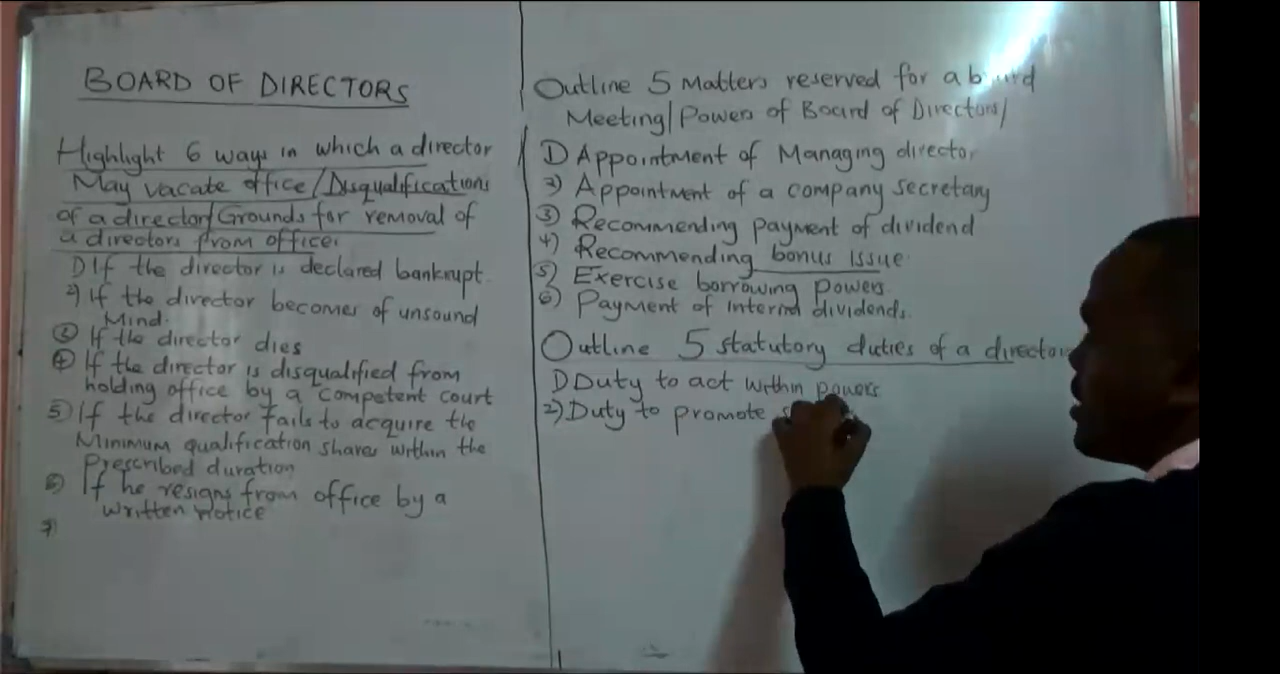 BOARD OF DIRECTORS
Highlight 6 ways in which a director
May vacate office/Disqualifications
of a director/Grounds for removal of
a directors from office.
1) If the director is declared bankrupt.
2) If the director becomes of unsound
Mind.
③ If the director dies
④ If the director is disqualified from
holding office by a competent court
5) If the director fails to acquire the
Minimum qualification shares within the
Prescribed duration
6) If he resigns from office by a
written notice
7)
Outline 5 Matters reserved for a board
Meeting/Powers of Board of Directors/
1) Appointment of Managing director
2) Appointment of a company secretary
③ Recommending payment of dividend
4) Recommending bonus issue
5) Exercise borrowing powers
6) Payment of Interim dividends.
Outline 5 statutory duties of a director
1) Duty to act within powers
2) Duty to promote